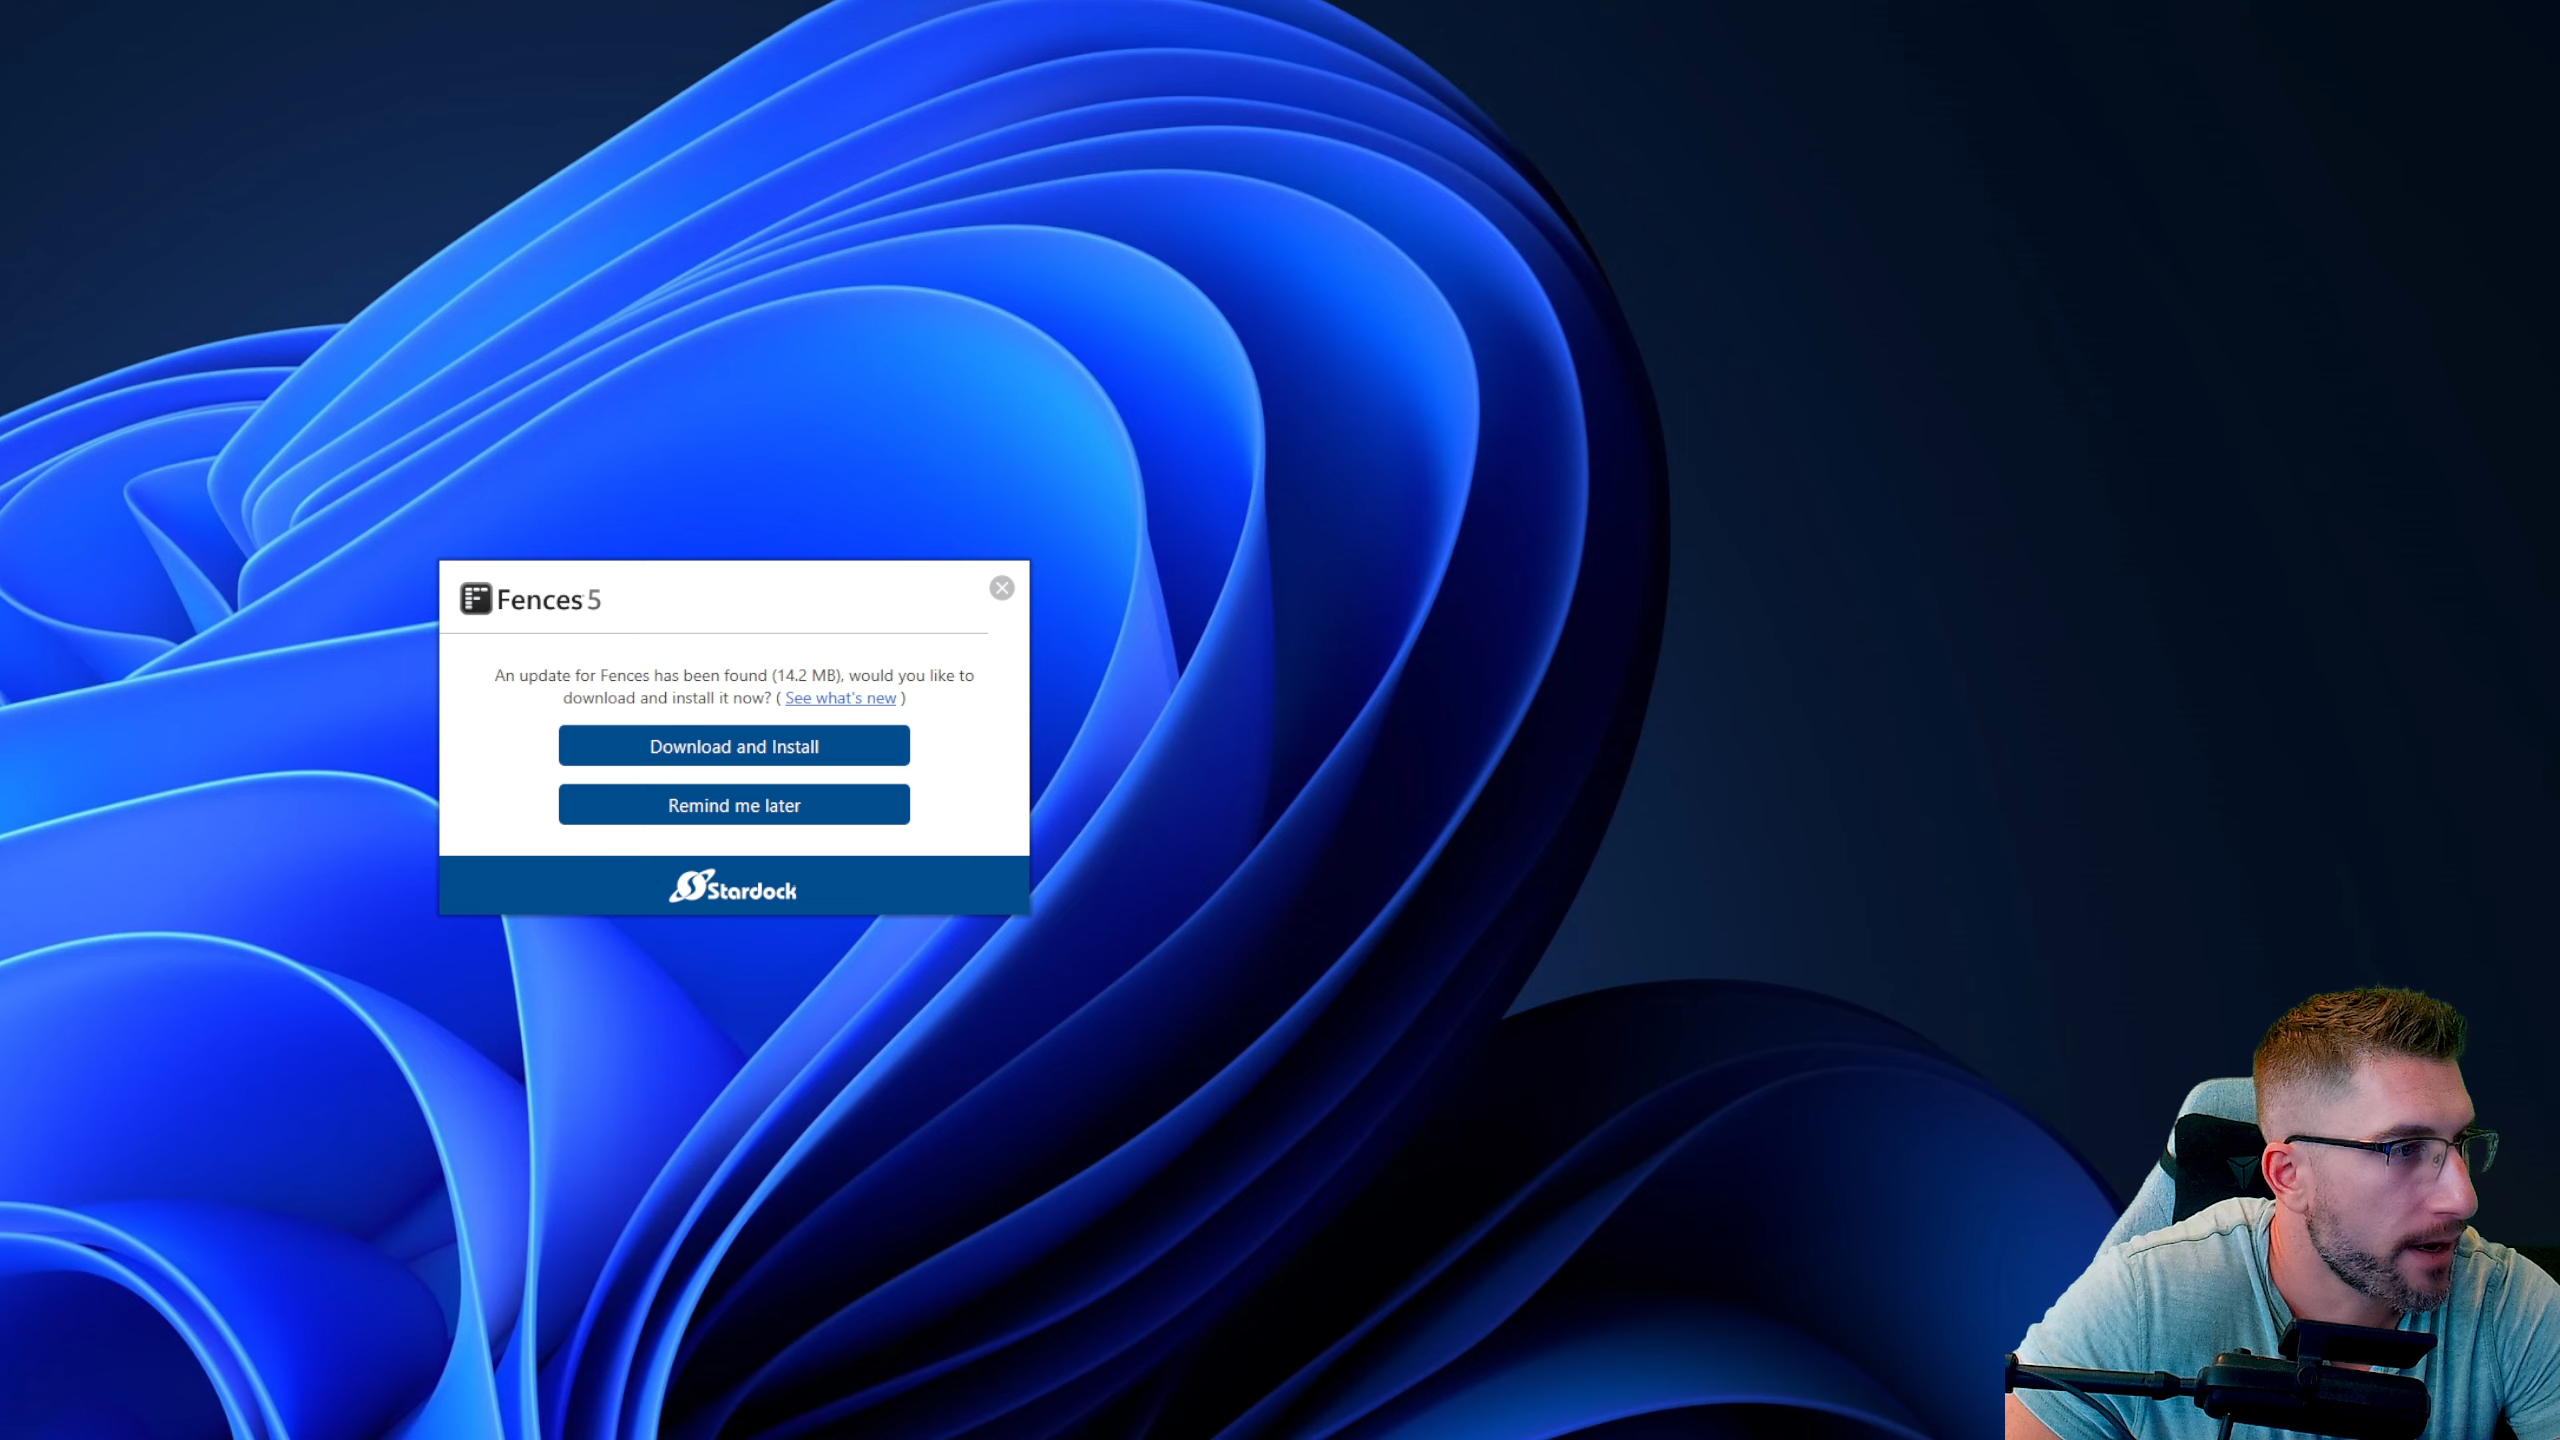 Fences 5
An update for Fences has been found (14.2 MB), would you like to
download and install it now? ( See what's new )
Download and Install
Remind me later
Stardock